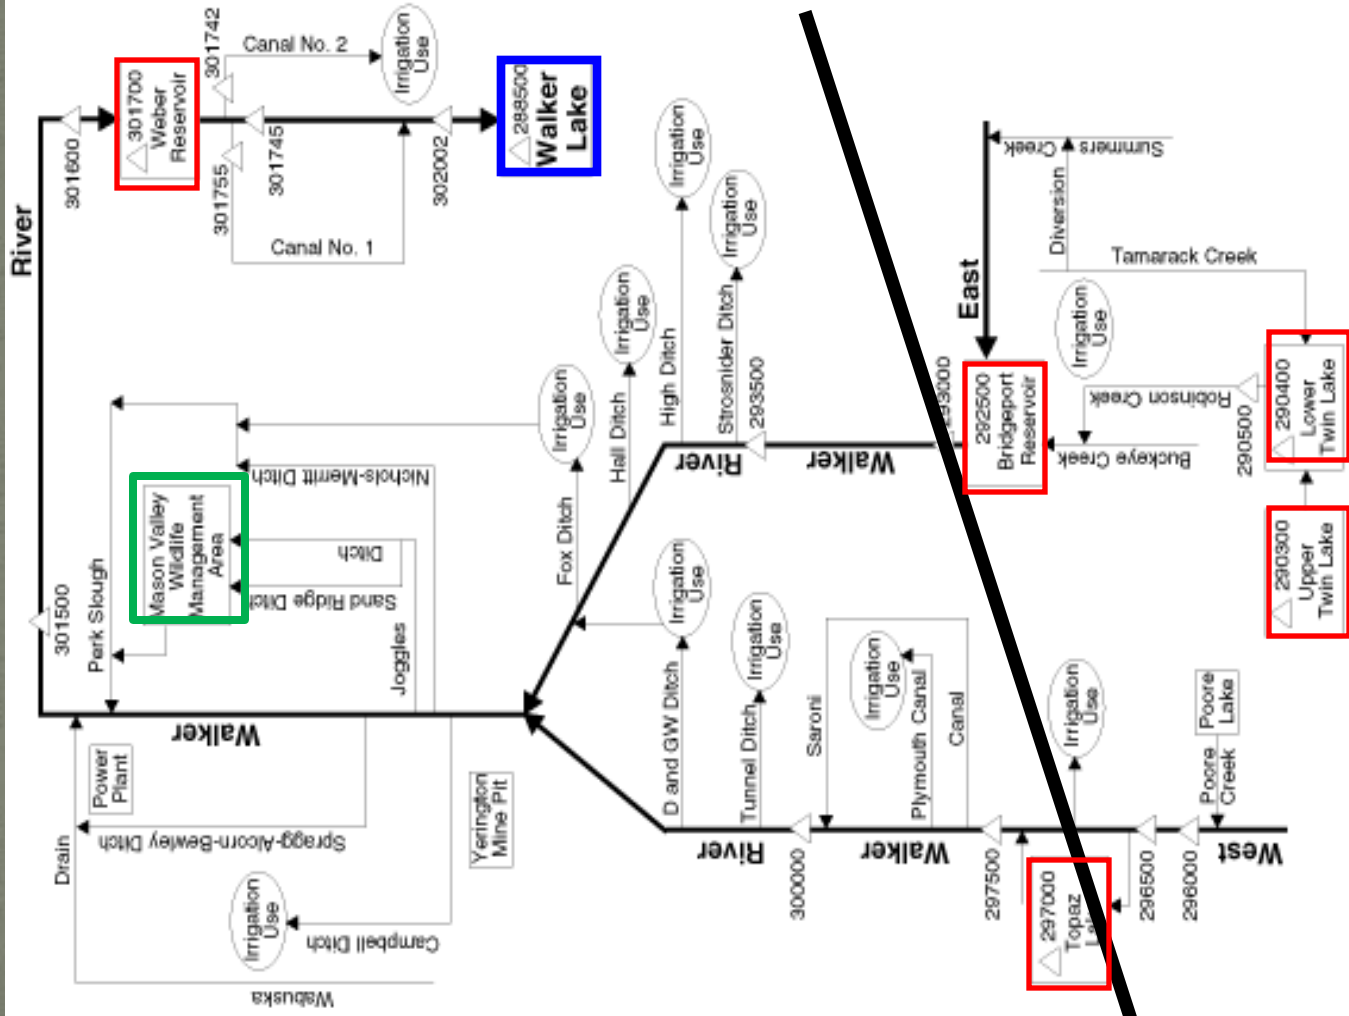 River
301600
301700
Weber
Reservoir
301742
Canal No. 2
Irrigation
Use
301755
301745
302002
Canal No. 1
288500
Walker
Lake
Irrigation
Use
Irrigation
Use
Irrigation
Use
Irrigation
Use
High Ditch
Strosnider Ditch
Hall Ditch
Fox Ditch
293500
River
Walker
293000
East
Summers
Creek
Diversion
Tamarack Creek
Irrigation
Use
292500
Bridgeport
Reservoir
Buckeye Creek
Robinson Creek
290500
290400
Lower
Twin Lake
290300
Upper
Twin Lake
301500
Perk Slough
Mason Valley
Wildlife
Management
Area
Nichols-Merritt Ditch
Ditch
Sand Ridge Ditch
Joggles
Walker
Power
Plant
Drain
Spragg-Alcorn-Bewley Ditch
Yerington
Mine Pit
Irrigation
Use
Campbell Ditch
Wabuska
D and GW Ditch
Irrigation
Use
Tunnel Ditch
Irrigation
Use
Saroni
Irrigation
Use
Plymouth Canal
Canal
River
Walker
300000
297500
297000
Topaz
Irrigation
Use
Poore
Lake
Poore
Creek
296500
296000
West